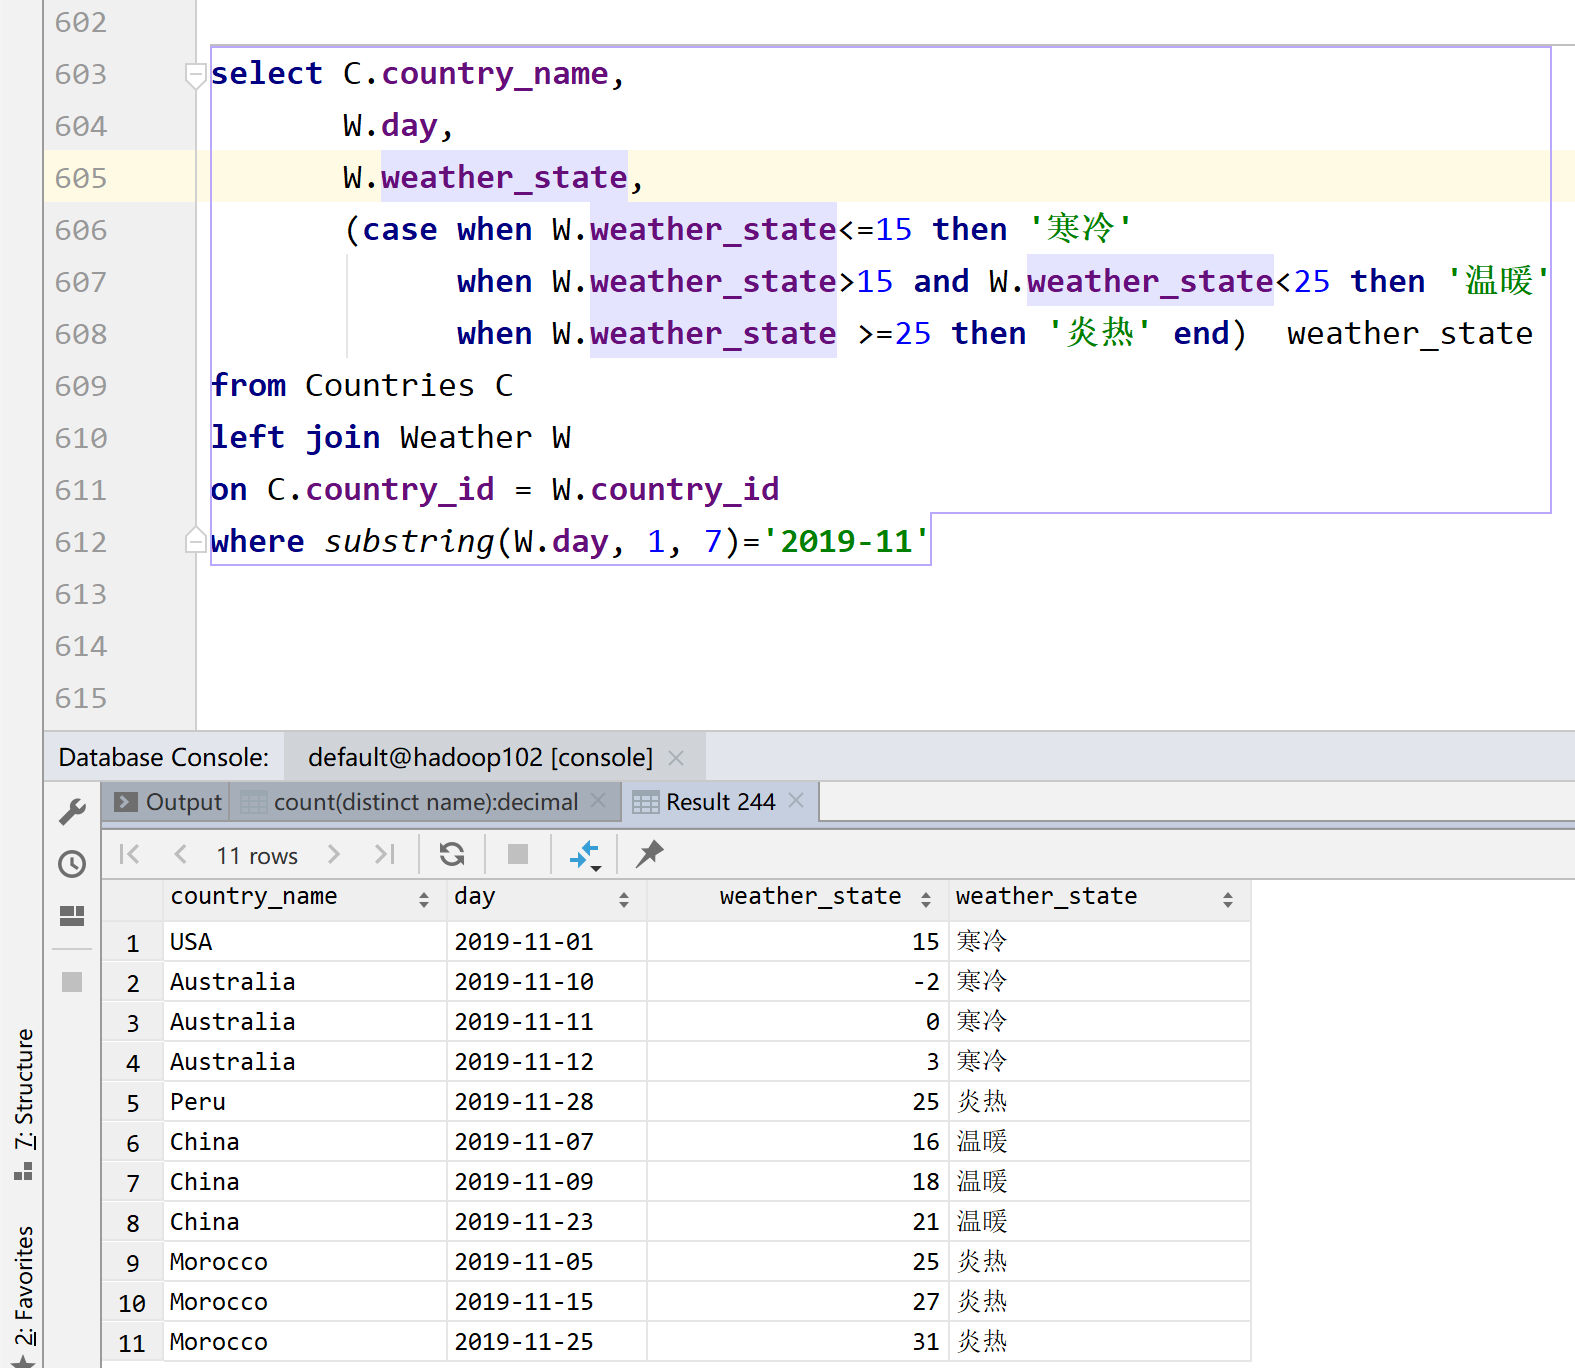 602
603 select C.country_name,
604 W.day,
605 W.weather_state,
606 (case when W.weather_state<=15 then '寒冷'
607 when W.weather_state>15 and W.weather_state<25 then '温暖'
608 when W.weather_state >=25 then '炎热' end)  weather_state
609 from Countries C
610 left join Weather W
611 on C.country_id = W.country_id
612 where substring(W.day, 1, 7)='2019-11'
613
614
615
Database Console: default@hadoop102 [console]
Output count(distinct name):decimal Result 244
11 rows
country_name day weather_state weather_state
1 USA 2019-11-01 15 寒冷
2 Australia 2019-11-10 -2 寒冷
3 Australia 2019-11-11 0 寒冷
4 Australia 2019-11-12 3 寒冷
5 Peru 2019-11-28 25 炎热
6 China 2019-11-07 16 温暖
7 China 2019-11-09 18 温暖
8 China 2019-11-23 21 温暖
9 Morocco 2019-11-05 25 炎热
10 Morocco 2019-11-15 27 炎热
11 Morocco 2019-11-25 31 炎热
7: Structure
2: Favorites